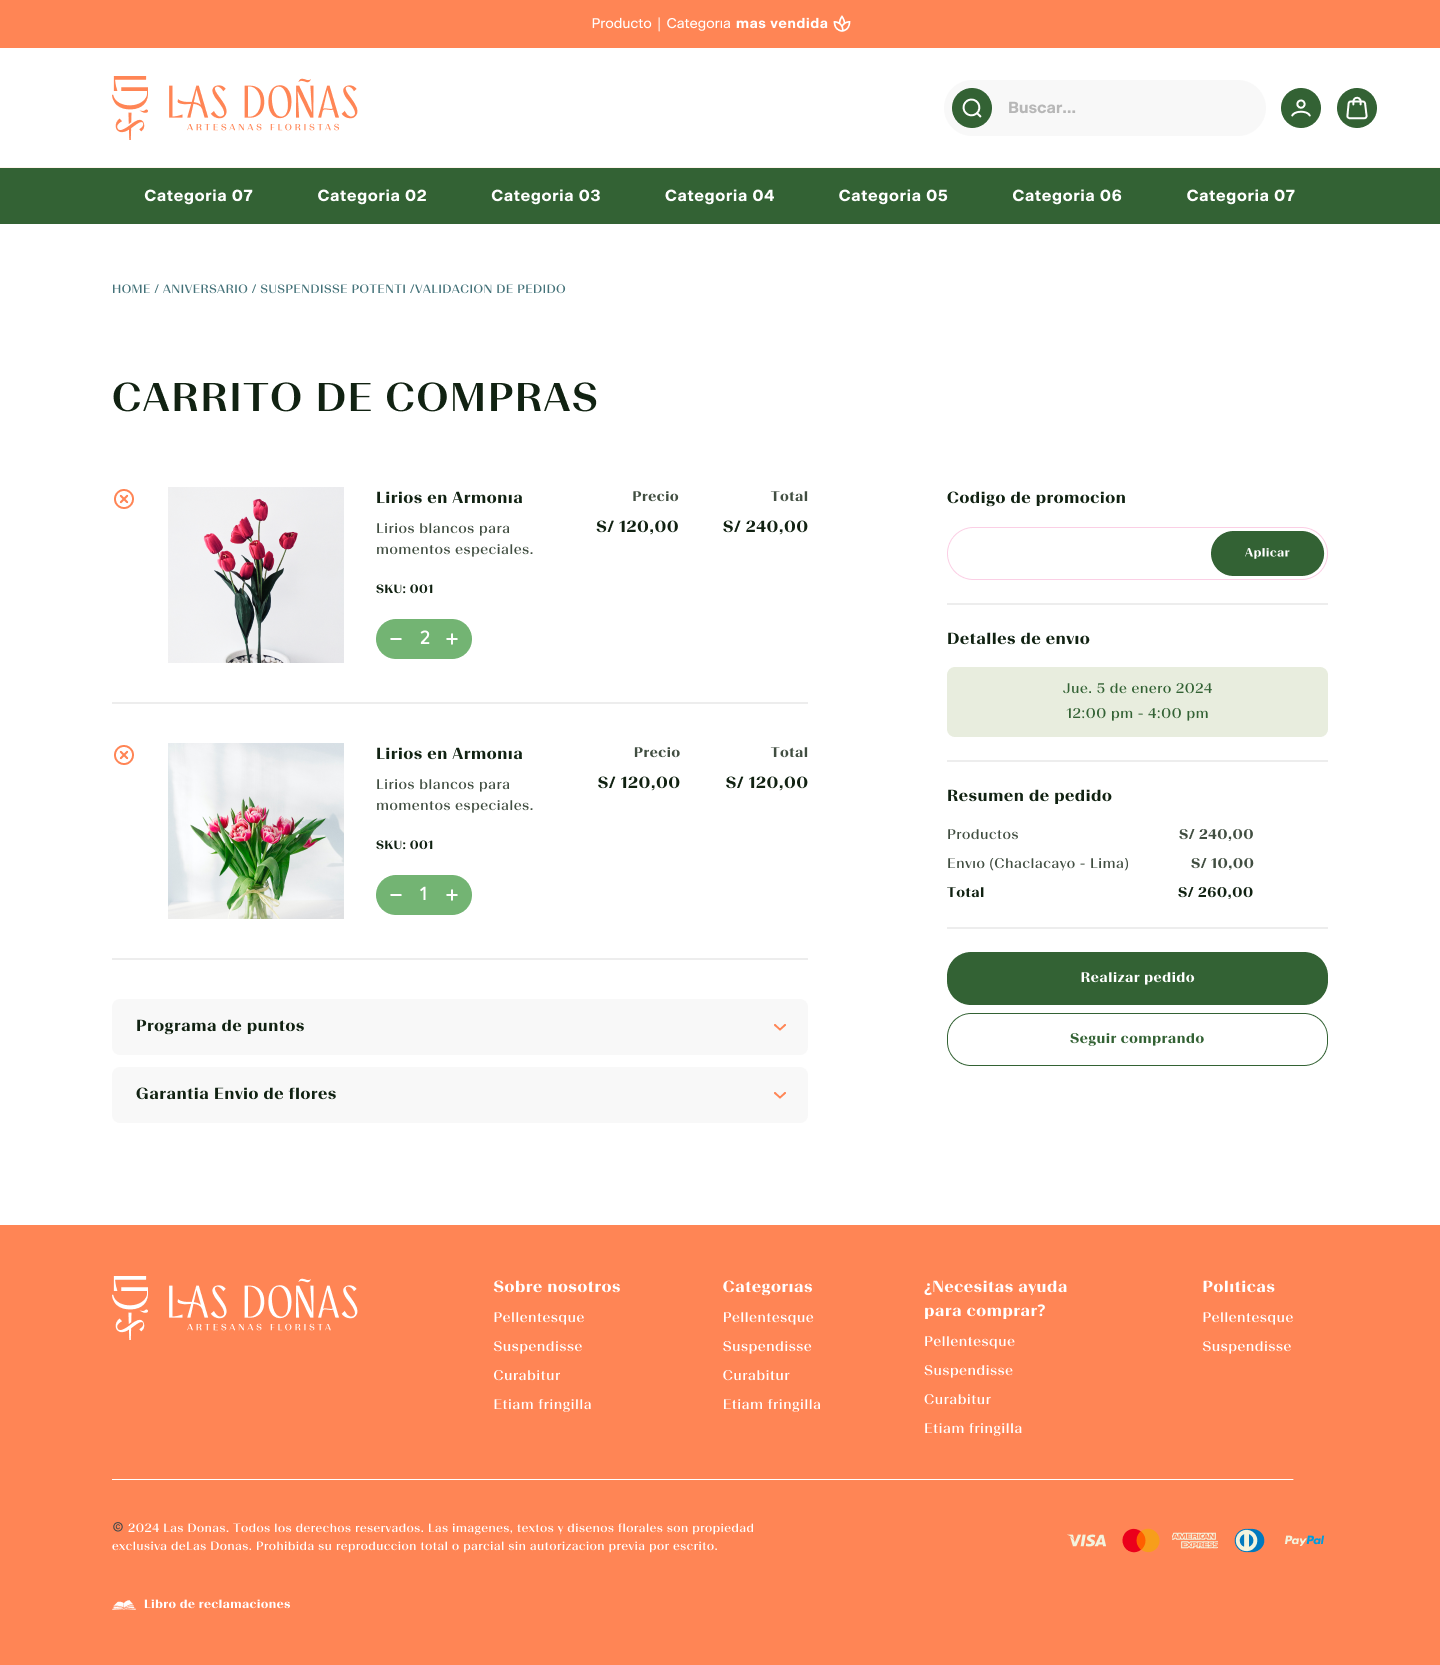 Producto | Categorıa mas vendida
LAS DOÑAS
ARTESANAS FLORISTAS
Buscar...
Categoria 07
Categoria 02
Categoria 03
Categoria 04
Categoria 05
Categoria 06
Categoria 07
HOME / ANIVERSARIO / SUSPENDISSE POTENTI /VALIDACION DE PEDIDO
CARRITO DE COMPRAS
Lirios en Armonıa
Lirios blancos para
momentos especiales.
SKU: 001
2
Precio
S/ 120,00
Total
S/ 240,00
Lirios en Armonıa
Lirios blancos para
momentos especiales.
SKU: 001
1
Precio
S/ 120,00
Total
S/ 120,00
Programa de puntos
Garantia Envio de flores
Codigo de promocion
Aplicar
Detalles de envıo
Jue. 5 de enero 2024
12:00 pm - 4:00 pm
Resumen de pedido
Productos S/ 240,00
Envıo (Chaclacayo - Lima) S/ 10,00
Total S/ 260,00
Realizar pedido
Seguir comprando
LAS DOÑAS
ARTESANAS FLORISTA
Sobre nosotros
Pellentesque
Suspendisse
Curabitur
Etiam fringilla
Categorıas
Pellentesque
Suspendisse
Curabitur
Etiam fringilla
¿Necesitas ayuda
para comprar?
Pellentesque
Suspendisse
Curabitur
Etiam fringilla
Polıticas
Pellentesque
Suspendisse
© 2024 Las Donas. Todos los derechos reservados. Las imagenes, textos y disenos florales son propiedad
exclusiva deLas Donas. Prohibida su reproduccion total o parcial sin autorizacion previa por escrito.
VISA
AMERICAN
EXPRESS
PayPal
Libro de reclamaciones